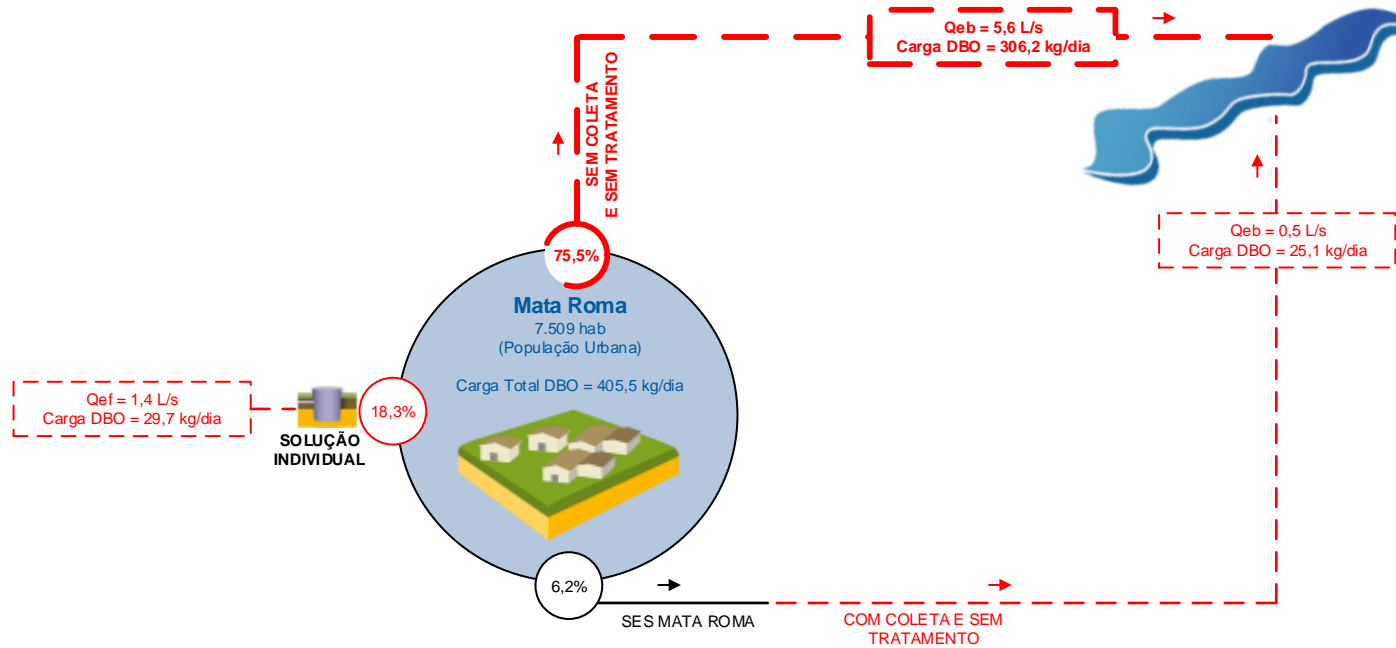 Qeb = 5,6 L/s
Carga DBO = 306,2 kg/dia
SEM COLETA
E SEM TRATAMENTO
Qeb = 0,5 L/s
Carga DBO = 25,1 kg/dia
75,5%
Mata Roma
7.509 hab
(População Urbana)
Carga Total DBO = 405,5 kg/dia
Qef = 1,4 L/s
Carga DBO = 29,7 kg/dia
18,3%
SOLUÇÃO
INDIVIDUAL
6,2%
SES MATA ROMA
COM COLETA E SEM
TRATAMENTO